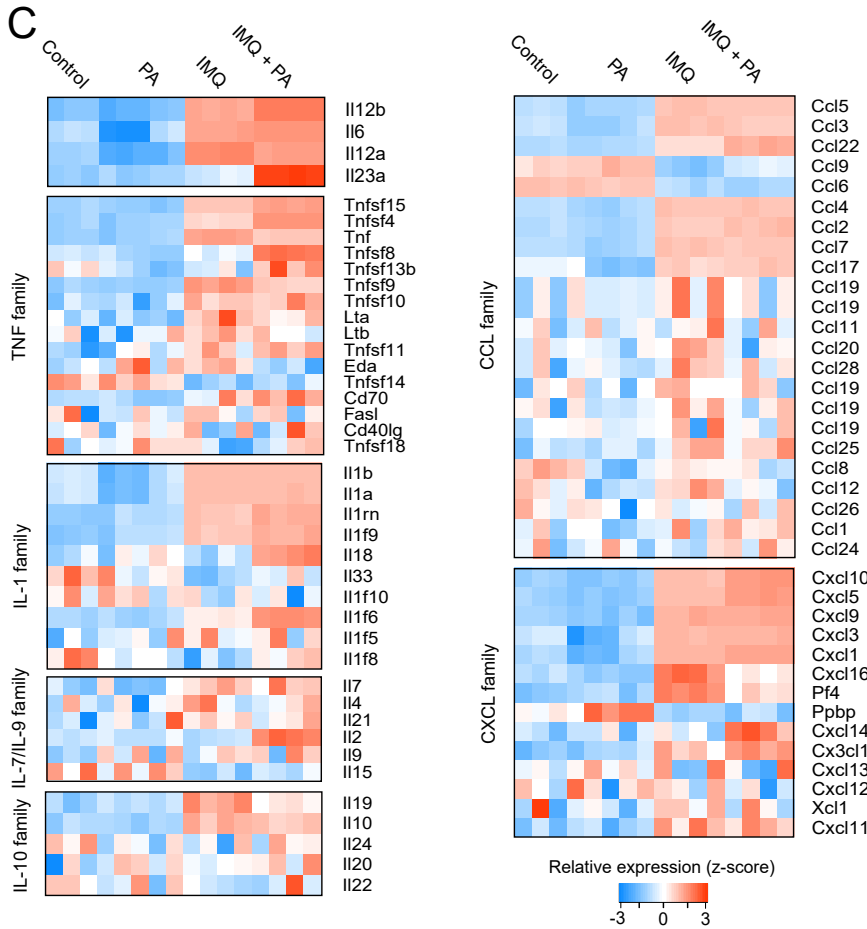 C
Control
PA
IMQ
IMQ + PA
Il12b
Il6
Il12a
Il23a
TNF family
Tnfsf15
Tnfsf4
Tnf
Tnfsf8
Tnfsf13b
Tnfsf9
Tnfsf10
Lta
Ltb
Tnfsf11
Eda
Tnfsf14
Cd70
Fasl
Cd40lg
Tnfsf18
IL-1 family
Il1b
Il1a
Il1rn
Il1f9
Il18
Il33
Il1f10
Il1f6
Il1f5
Il1f8
IL-7/IL-9 family
Il7
Il4
Il21
Il2
Il9
Il15
IL-10 family
Il19
Il10
Il24
Il20
Il22
Control
PA
IMQ
IMQ + PA
CCL family
Ccl5
Ccl3
Ccl22
Ccl9
Ccl6
Ccl4
Ccl2
Ccl7
Ccl17
Ccl19
Ccl19
Ccl11
Ccl20
Ccl28
Ccl19
Ccl19
Ccl19
Ccl25
Ccl8
Ccl12
Ccl26
Ccl1
Ccl24
CXCL family
Cxcl10
Cxcl5
Cxcl9
Cxcl3
Cxcl1
Cxcl16
Pf4
Ppbp
Cxcl14
Cx3cl1
Cxcl13
Cxcl12
Xcl1
Cxcl11
Relative expression (z-score)
-3 0 3